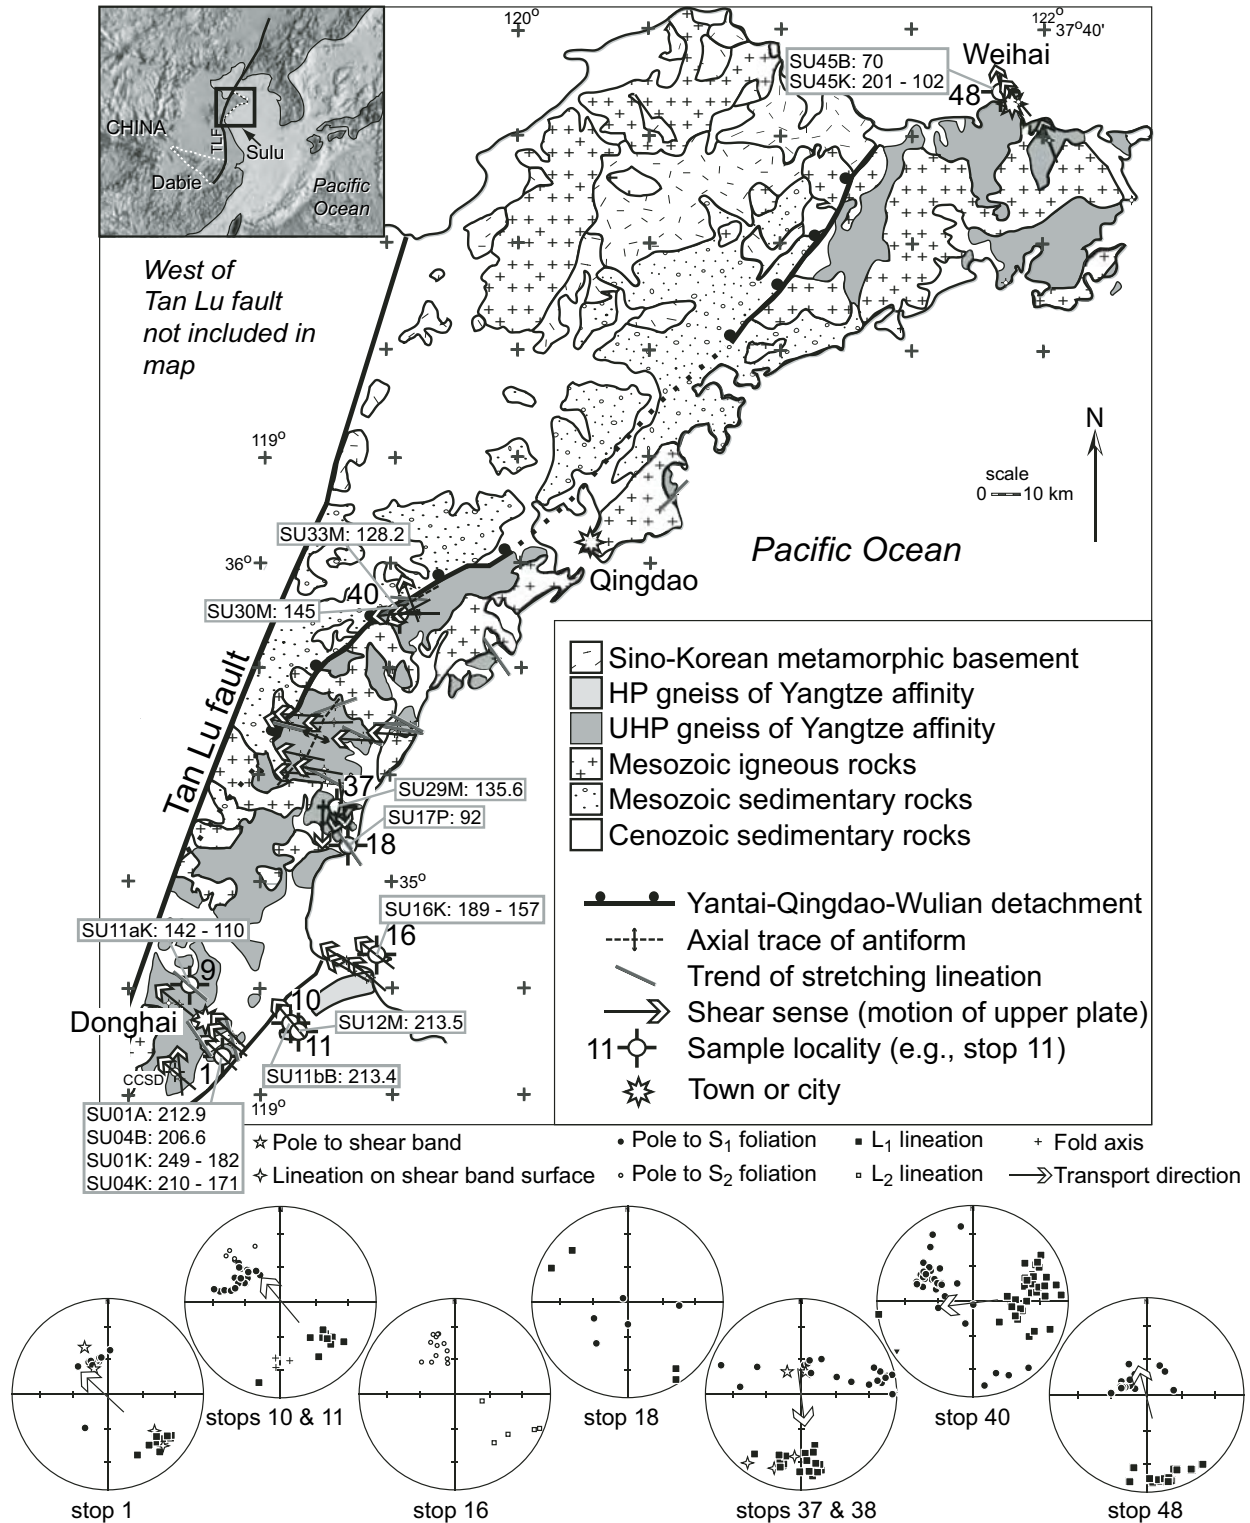 120°
122°
37°40'
Weihai
SU45B: 70
SU45K: 201 - 102
48
CHINA
TLF
Sulu
Dabie
Pacific
Ocean
West of
Tan Lu fault
not included in
map
119°
N
scale
0 10 km
SU33M: 128.2
Pacific Ocean
36°
40
Qingdao
SU30M: 145
Tan Lu fault
Sino-Korean metamorphic basement
HP gneiss of Yangtze affinity
UHP gneiss of Yangtze affinity
Mesozoic igneous rocks
Mesozoic sedimentary rocks
Cenozoic sedimentary rocks
37
SU29M: 135.6
SU17P: 92
18
35°
Yantai-Qingdao-Wulian detachment
Axial trace of antiform
Trend of stretching lineation
Shear sense (motion of upper plate)
11 Sample locality (e.g., stop 11)
Town or city
SU16K: 189 - 157
SU11aK: 142 - 110
16
9
10
Donghai
SU12M: 213.5
11
CCSD
1
SU11bB: 213.4
119°
SU01A: 212.9
SU04B: 206.6
SU01K: 249 - 182
SU04K: 210 - 171
Pole to shear band
Pole to S1 foliation
L1 lineation
Fold axis
Lineation on shear band surface
Pole to S2 foliation
L2 lineation
Transport direction
stops 10 & 11
stop 18
stop 40
stop 1
stop 16
stops 37 & 38
stop 48